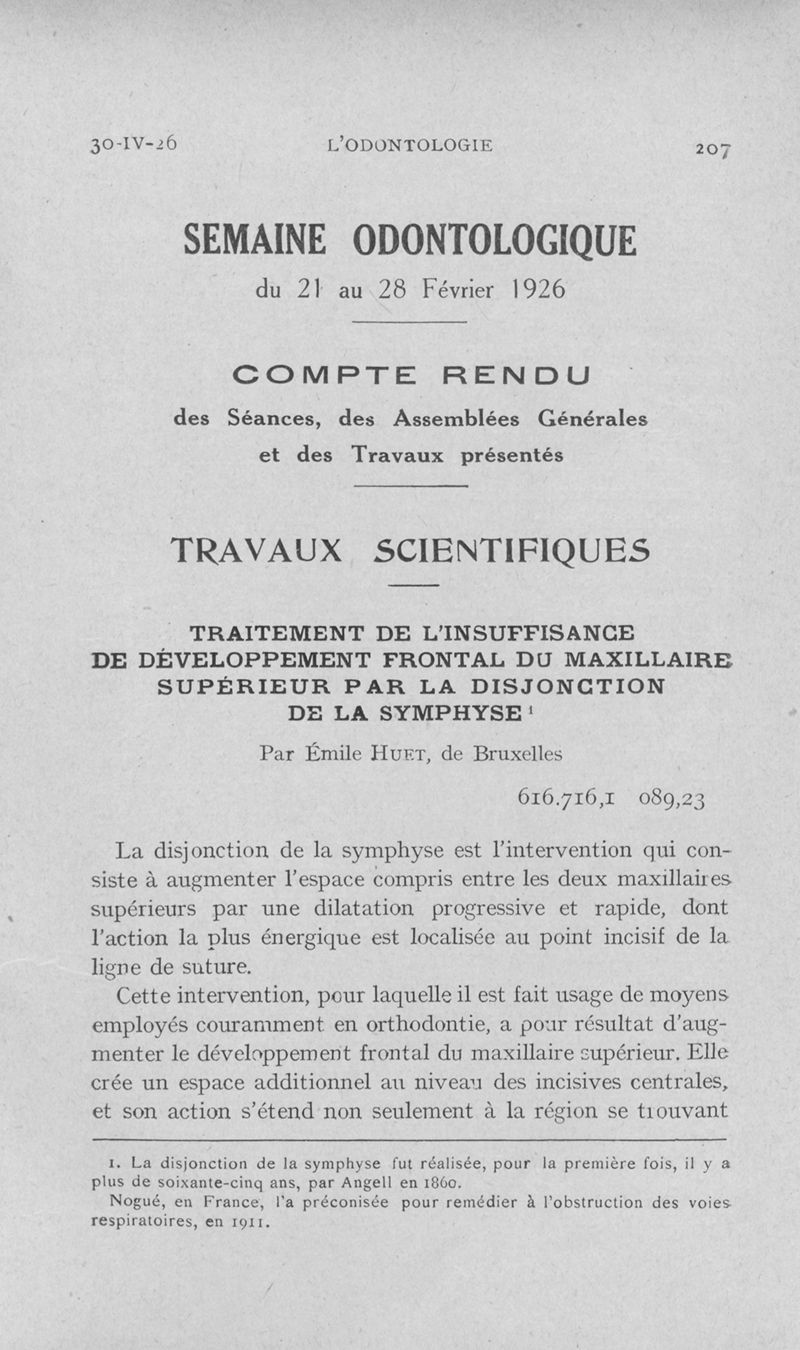 30-IV-26 L'ODONTOLOGIE 207
SEMAINE ODONTOLOGIQUE
du 21 au 28 Février 1926
COMPTE RENDU
des Séances, des Assemblées Générales
et des Travaux présentés
TRAVAUX SCIENTIFIQUES
TRAITEMENT DE L'INSUFFISANCE
DE DÉVELOPPEMENT FRONTAL DU MAXILLAIRE
SUPÉRIEUR PAR LA DISJONCTION
DE LA SYMPHYSE 1
Par Émile HUET, de Bruxelles
616.716,1 089,23
La disjonction de la symphyse est l'intervention qui con-
siste à augmenter l'espace compris entre les deux maxillaires
supérieurs par une dilatation progressive et rapide, dont
l'action la plus énergique est localisée au point incisif de la
ligne de suture.
Cette intervention, pour laquelle il est fait usage de moyens
employés couramment en orthodontie, a pour résultat d'aug-
menter le développement frontal du maxillaire supérieur. Elle
crée un espace additionnel au niveau des incisives centrales,
et son action s'étend non seulement à la région se trouvant
1. La disjonction de la symphyse fut réalisée, pour la première fois, il y a
plus de soixante-cinq ans, par Angell en 1860.
Nogué, en France, l'a préconisée pour remédier à l'obstruction des voies
respiratoires, en 1911.